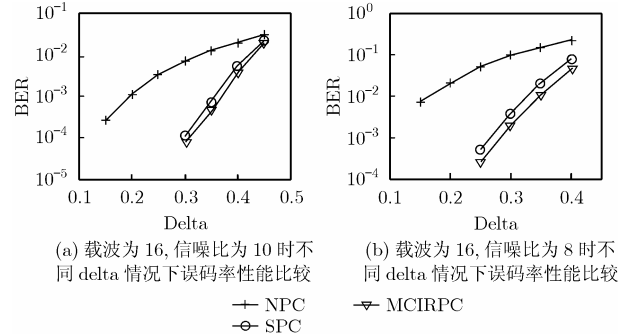 10−1
10−2
10−3
10−4
10−5
BER
0.1 0.2 0.3 0.4 0.5
Delta
(a) 载波为 16, 信噪比为 10 时不
同 delta 情况下误码率性能比较
100
10−1
10−2
10−3
10−4
BER
0.1 0.2 0.3 0.4
Delta
(b) 载波为 16, 信噪比为 8 时不
同 delta 情况下误码率性能比较
NPC
MCIRPC
SPC